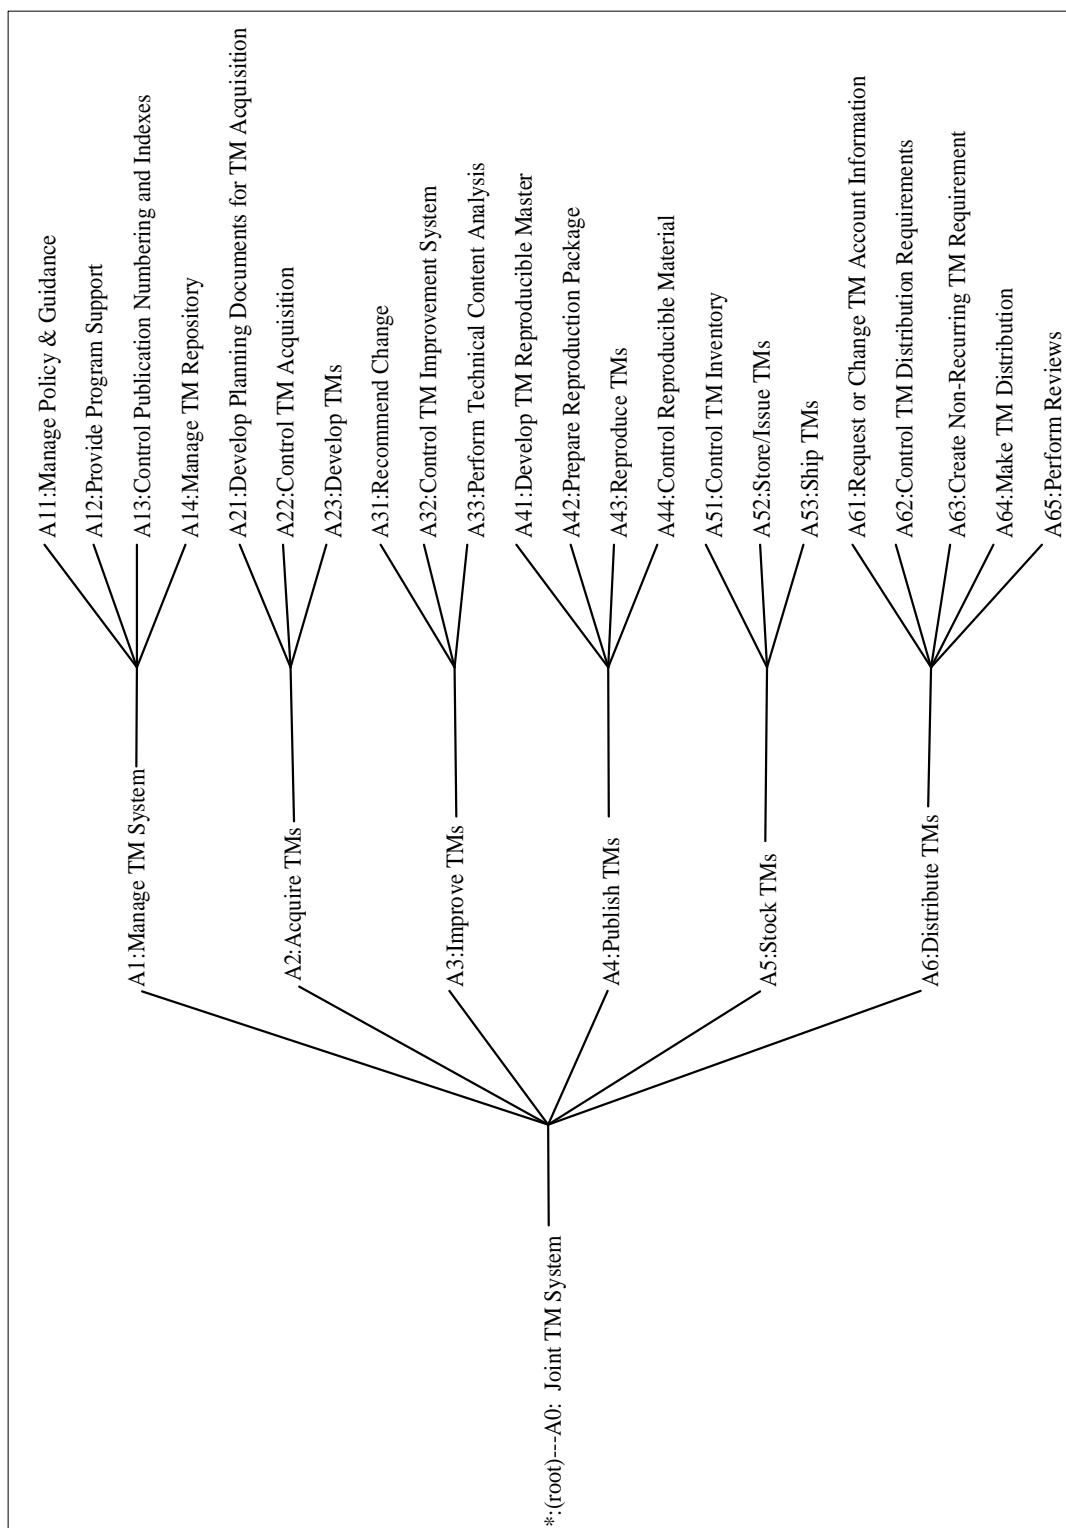 *:(root)---A0: Joint TM System
A1:Manage TM System
A11:Manage Policy & Guidance
A12:Provide Program Support
A13:Control Publication Numbering and Indexes
A14:Manage TM Repository
A2:Acquire TMs
A21:Develop Planning Documents for TM Acquisition
A22:Control TM Acquisition
A23:Develop TMs
A3:Improve TMs
A31:Recommend Change
A32:Control TM Improvement System
A33:Perform Technical Content Analysis
A4:Publish TMs
A41:Develop TM Reproducible Master
A42:Prepare Reproduction Package
A43:Reproduce TMs
A44:Control Reproducible Material
A5:Stock TMs
A51:Control TM Inventory
A52:Store/Issue TMs
A53:Ship TMs
A6:Distribute TMs
A61:Request or Change TM Account Information
A62:Control TM Distribution Requirements
A63:Create Non-Recurring TM Requirement
A64:Make TM Distribution
A65:Perform Reviews